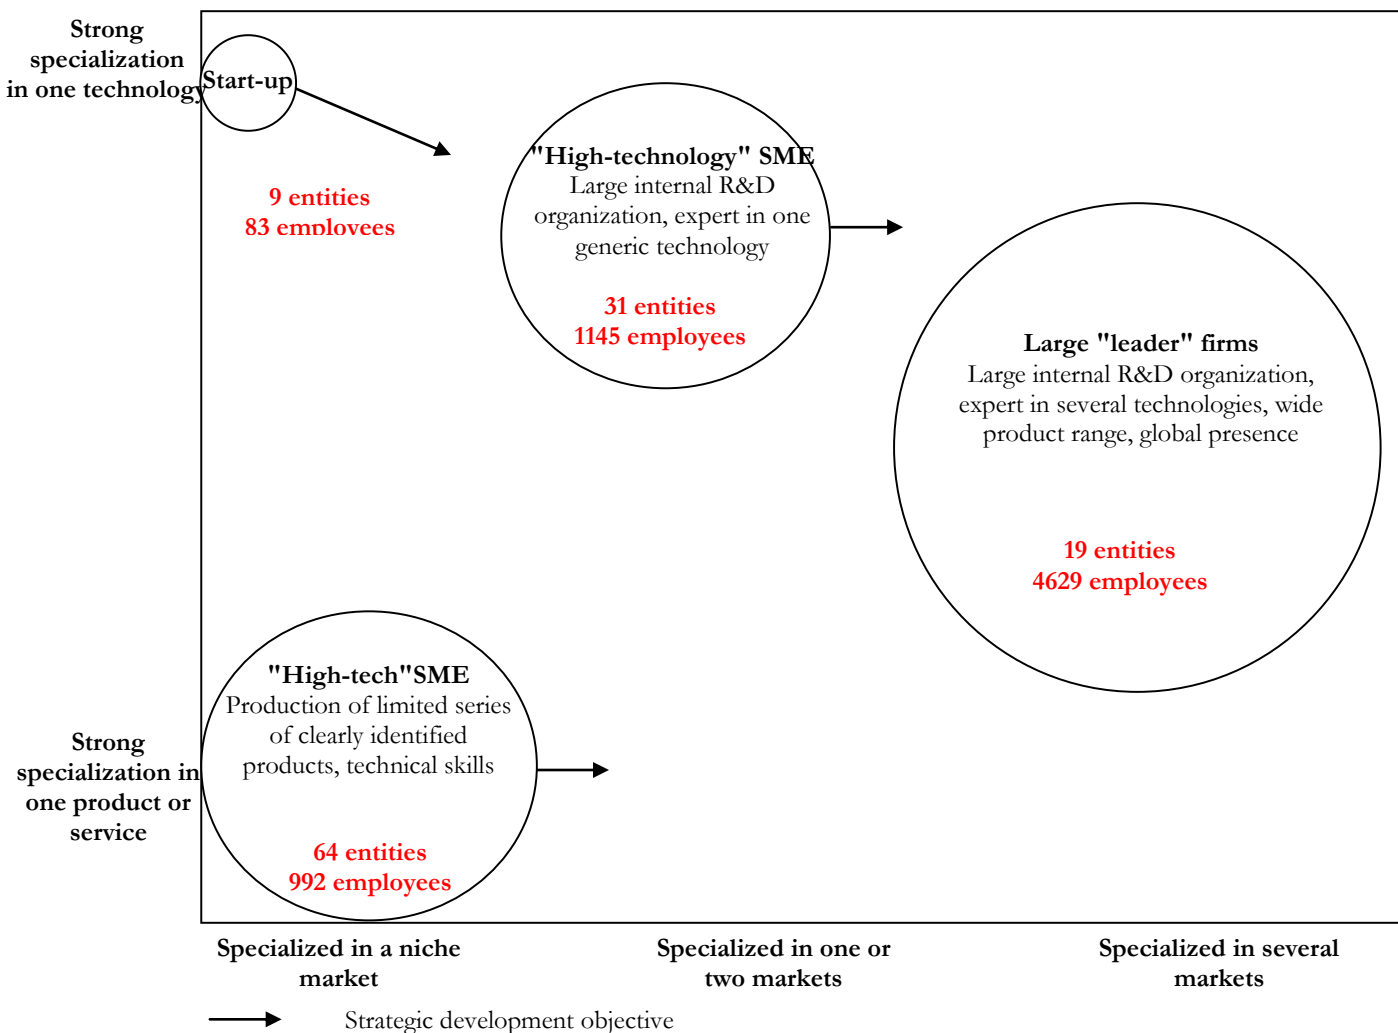 Strong
specialization
in one technology
Start-up
9 entities
83 employees
"High-technology" SME
Large internal R&D
organization, expert in one
generic technology
31 entities
1145 employees
Large "leader" firms
Large internal R&D organization,
expert in several technologies, wide
product range, global presence
19 entities
4629 employees
"High-tech"SME
Production of limited series
of clearly identified
products, technical skills
64 entities
992 employees
Strong
specialization in
one product or
service
Specialized in a niche
market
Specialized in one or
two markets
Specialized in several
markets
Strategic development objective